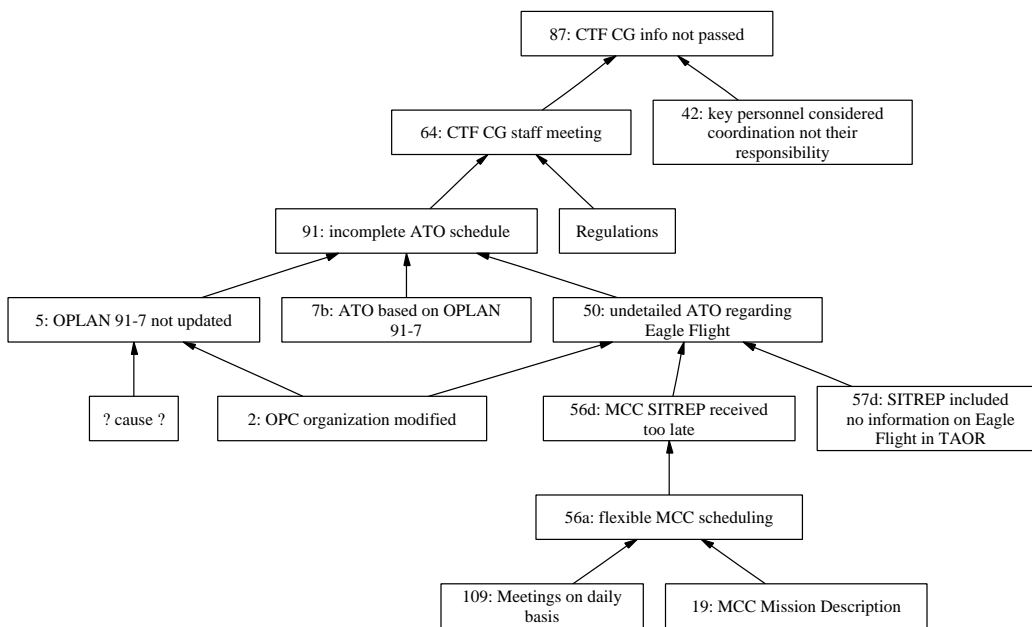 87: CTF CG info not passed
42: key personnel considered
coordination not their
responsibility
64: CTF CG staff meeting
91: incomplete ATO schedule
Regulations
5: OPLAN 91-7 not updated
7b: ATO based on OPLAN
91-7
50: undetailed ATO regarding
Eagle Flight
? cause ?
2: OPC organization modified
56d: MCC SITREP received
too late
57d: SITREP included
no information on Eagle
Flight in TAOR
56a: flexible MCC scheduling
109: Meetings on daily
basis
19: MCC Mission Description